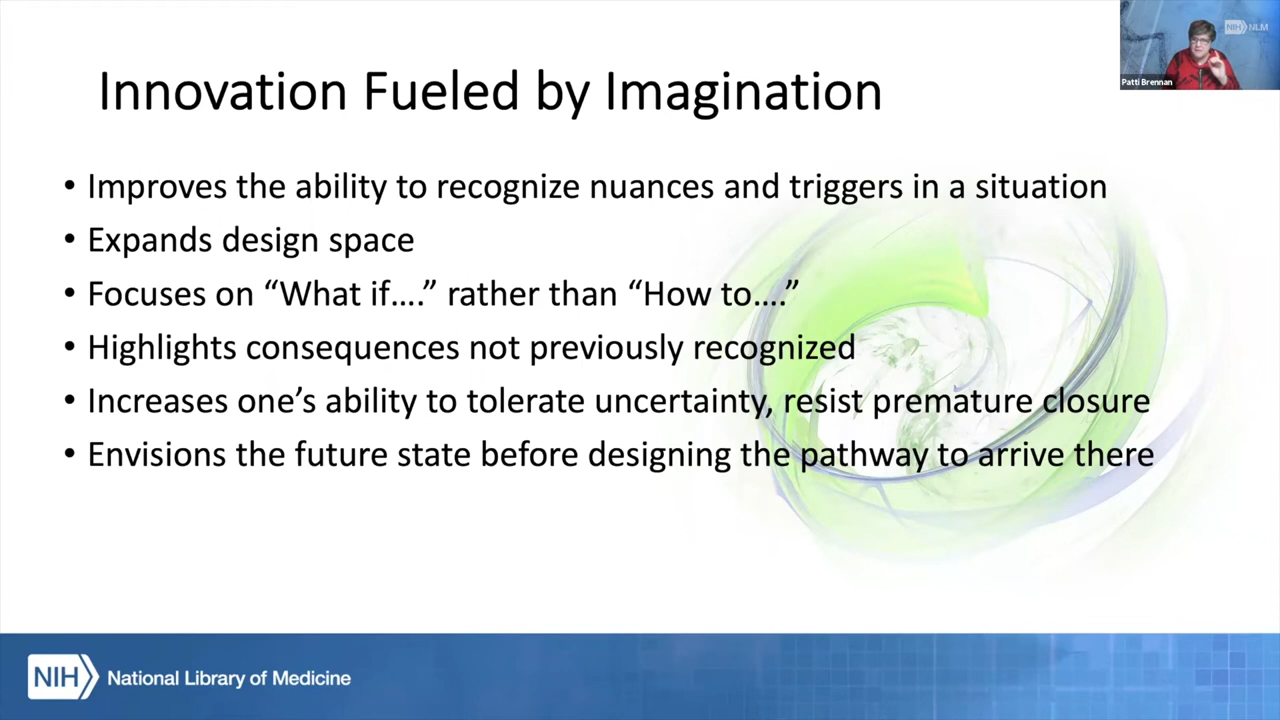 NIH NLM
Patti Brennan
Innovation Fueled by Imagination
• Improves the ability to recognize nuances and triggers in a situation
• Expands design space
• Focuses on “What if....” rather than “How to....”
• Highlights consequences not previously recognized
• Increases one’s ability to tolerate uncertainty, resist premature closure
• Envisions the future state before designing the pathway to arrive there
NIH National Library of Medicine